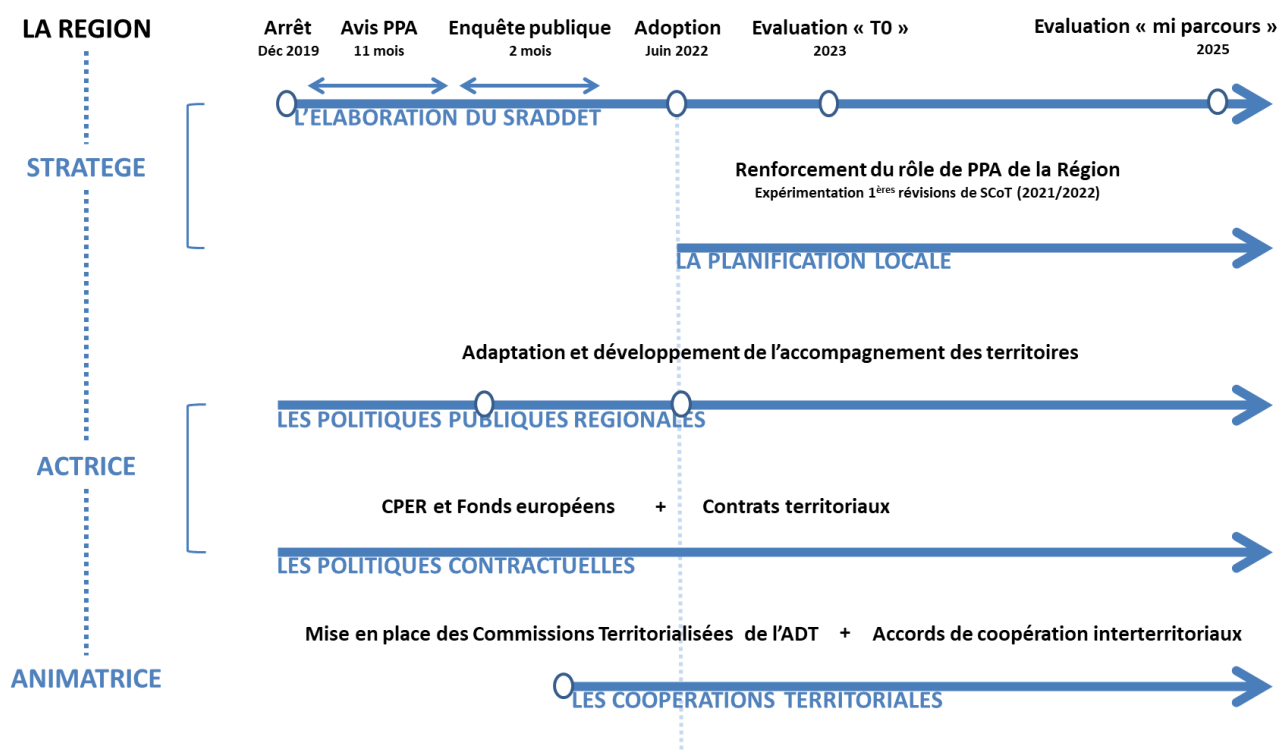 LA REGION
Arrêt
Déc 2019
Avis PPA
11 mois
Enquête publique
2 mois
Adoption
Juin 2022
Evaluation « T0 »
2023
Evaluation « mi parcours »
2025
L’ELABORATION DU SRADDET
STRATEGE
Renforcement du rôle de PPA de la Région
Expérimentation 1ères révisions de SCoT (2021/2022)
LA PLANIFICATION LOCALE
Adaptation et développement de l’accompagnement des territoires
LES POLITIQUES PUBLIQUES REGIONALES
ACTRICE
CPER et Fonds européens + Contrats territoriaux
LES POLITIQUES CONTRACTUELLES
Mise en place des Commissions Territorialisées de l’ADT + Accords de coopération interterritoriaux
ANIMATRICE
LES COOPERATIONS TERRITORIALES